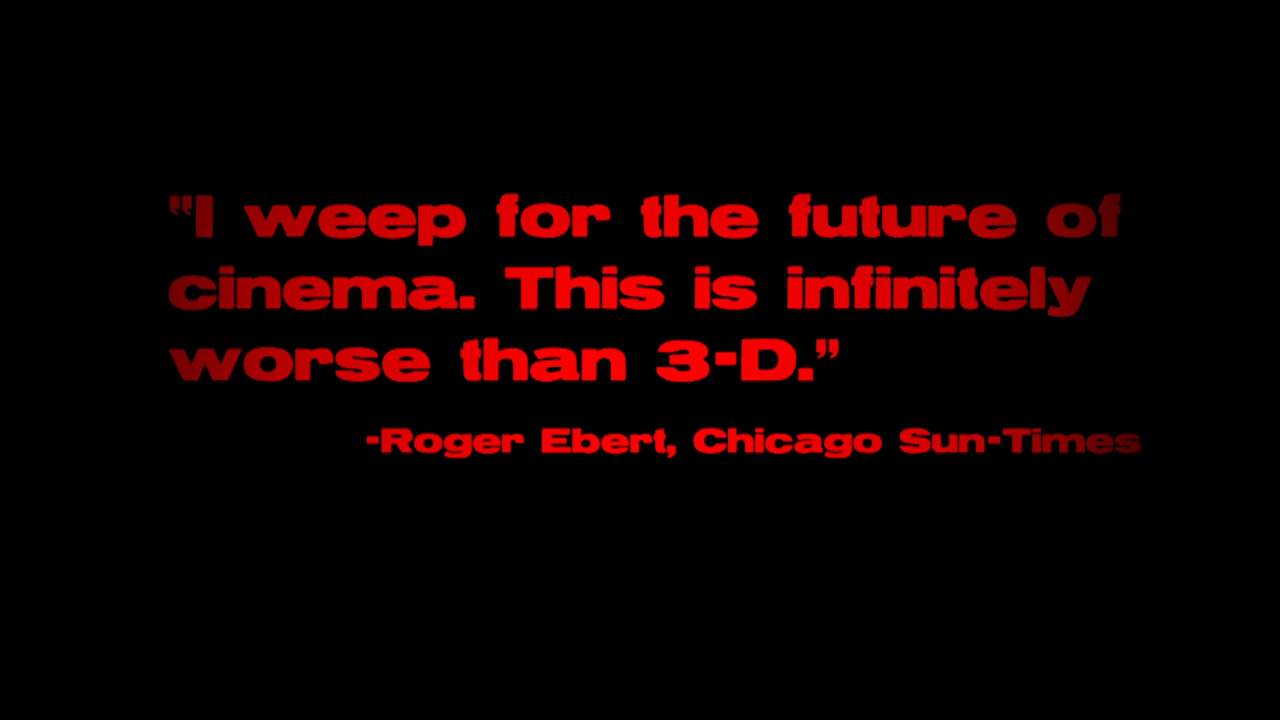 "I weep for the future of
cinema. This is infinitely
worse than 3-D.”
-Roger Ebert, Chicago Sun-Times